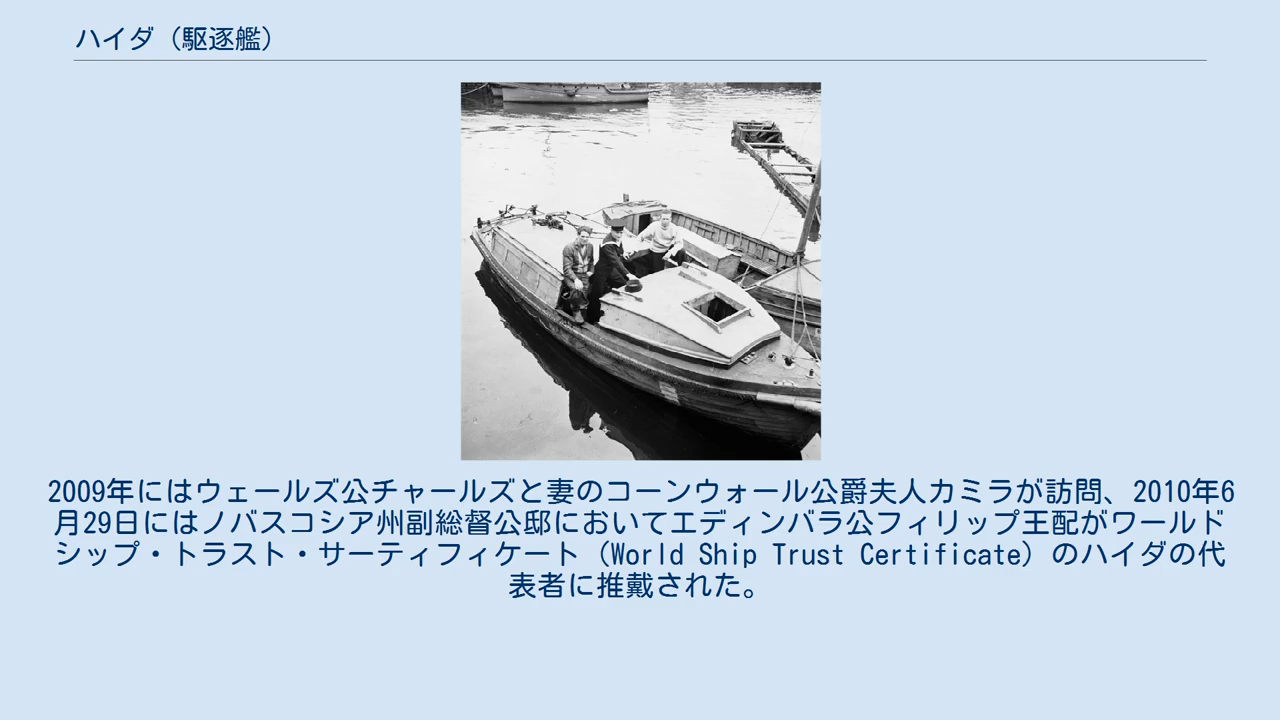 ハイダ（駆逐艦）
2009年にはウェールズ公チャールズと妻のコーンウォール公爵夫人カミラが訪問、2010年6
月29日にはノバスコシア州副総督公邸においてエディンバラ公フィリップ王配がワールド
シップ・トラスト・サーティフィケート（World Ship Trust Certificate）のハイダの代
表者に推戴された。